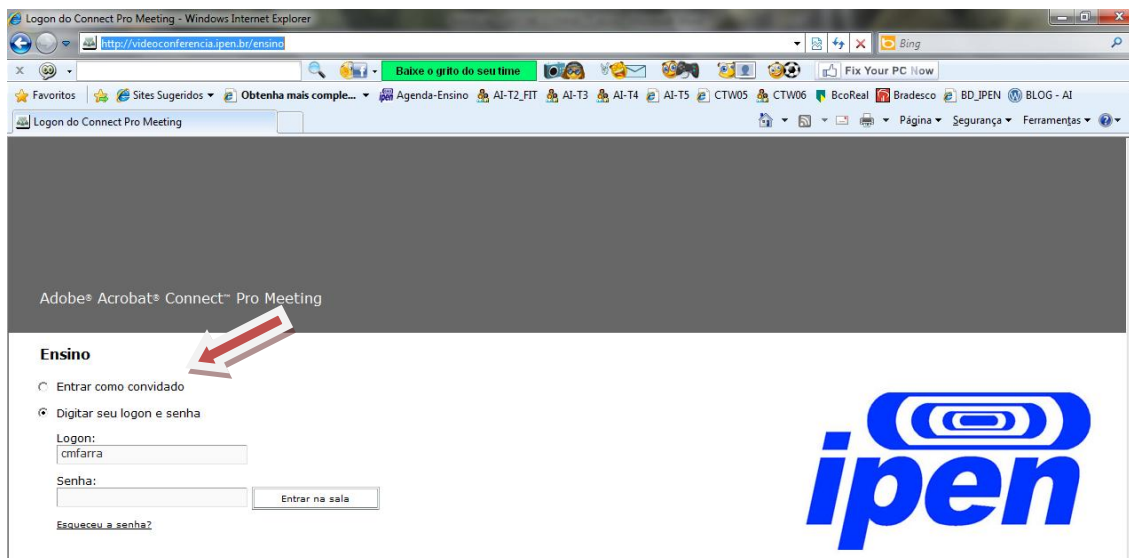 Logon do Connect Pro Meeting - Windows Internet Explorer
http://videoconferencia.ipen.br/ensino
Bing
Baixe o grito do seu time
Fix Your PC Now
Favoritos Sites Sugeridos Obtenha mais comple... Agenda-Ensino AI-T2_FIT AI-T3 AI-T4 AI-T5 CTW05 CTW06 BcoReal Bradesco BD_IPEN BLOG - AI
Logon do Connect Pro Meeting
Página Segurança Ferramentas
Adobe® Acrobat® Connect™ Pro Meeting
Ensino
Entrar como convidado
Digitar seu logon e senha
Logon:
cmfarra
Senha:
Entrar na sala
Esqueceu a senha?
ipen